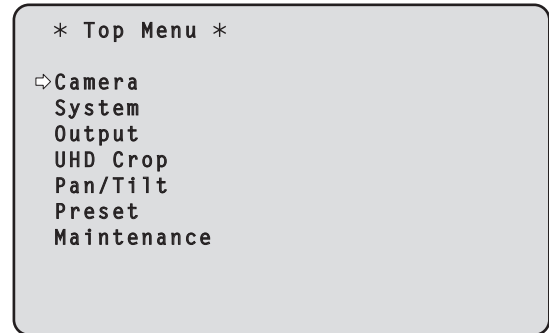 * Top Menu *
⇨Camera
System
Output
UHD Crop
Pan/Tilt
Preset
Maintenance